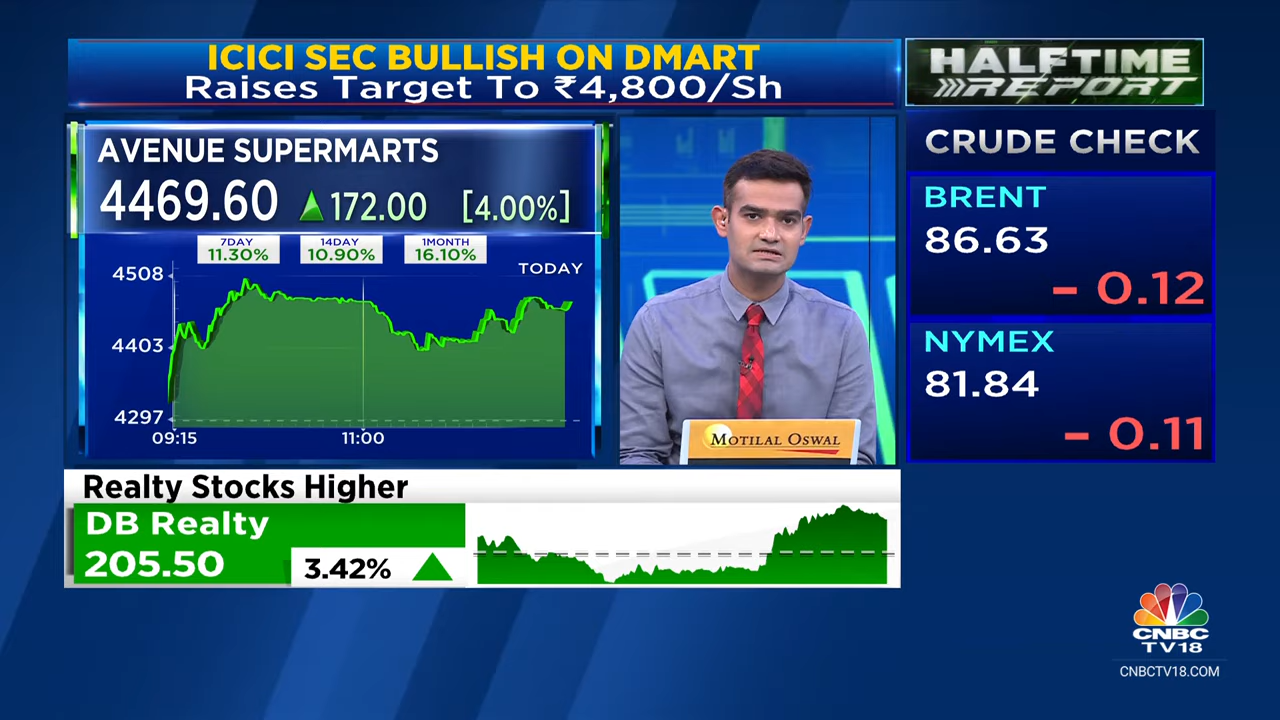 ICICI SEC BULLISH ON DMART
Raises Target To ₹4,800/Sh
HALFTIME
REPORT
AVENUE SUPERMARTS
4469.60 172.00 [4.00%]
7DAY
11.30%
14DAY
10.90%
1MONTH
16.10%
TODAY
4508
4403
4297
09:15
11:00
MOTILAL OSWAL
CRUDE CHECK
BRENT
86.63
- 0.12
NYMEX
81.84
- 0.11
Realty Stocks Higher
DB Realty
205.50
3.42%
CNBC
TV18
CNBCTV18.COM